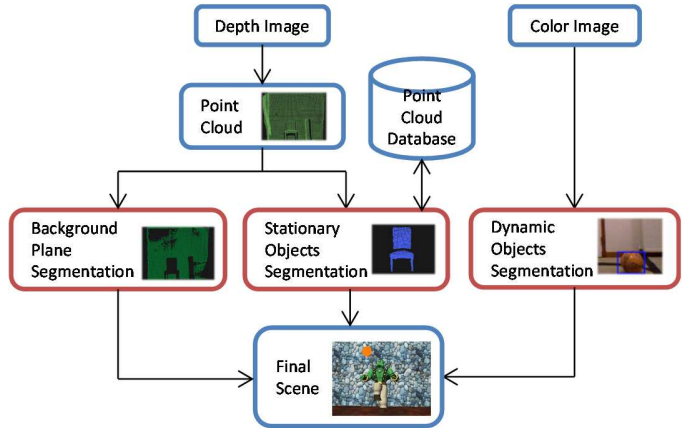 Depth Image
Color Image
Point
Cloud
Point
Cloud
Database
Background
Plane
Segmentation
Stationary
Objects
Segmentation
Dynamic
Objects
Segmentation
Final
Scene